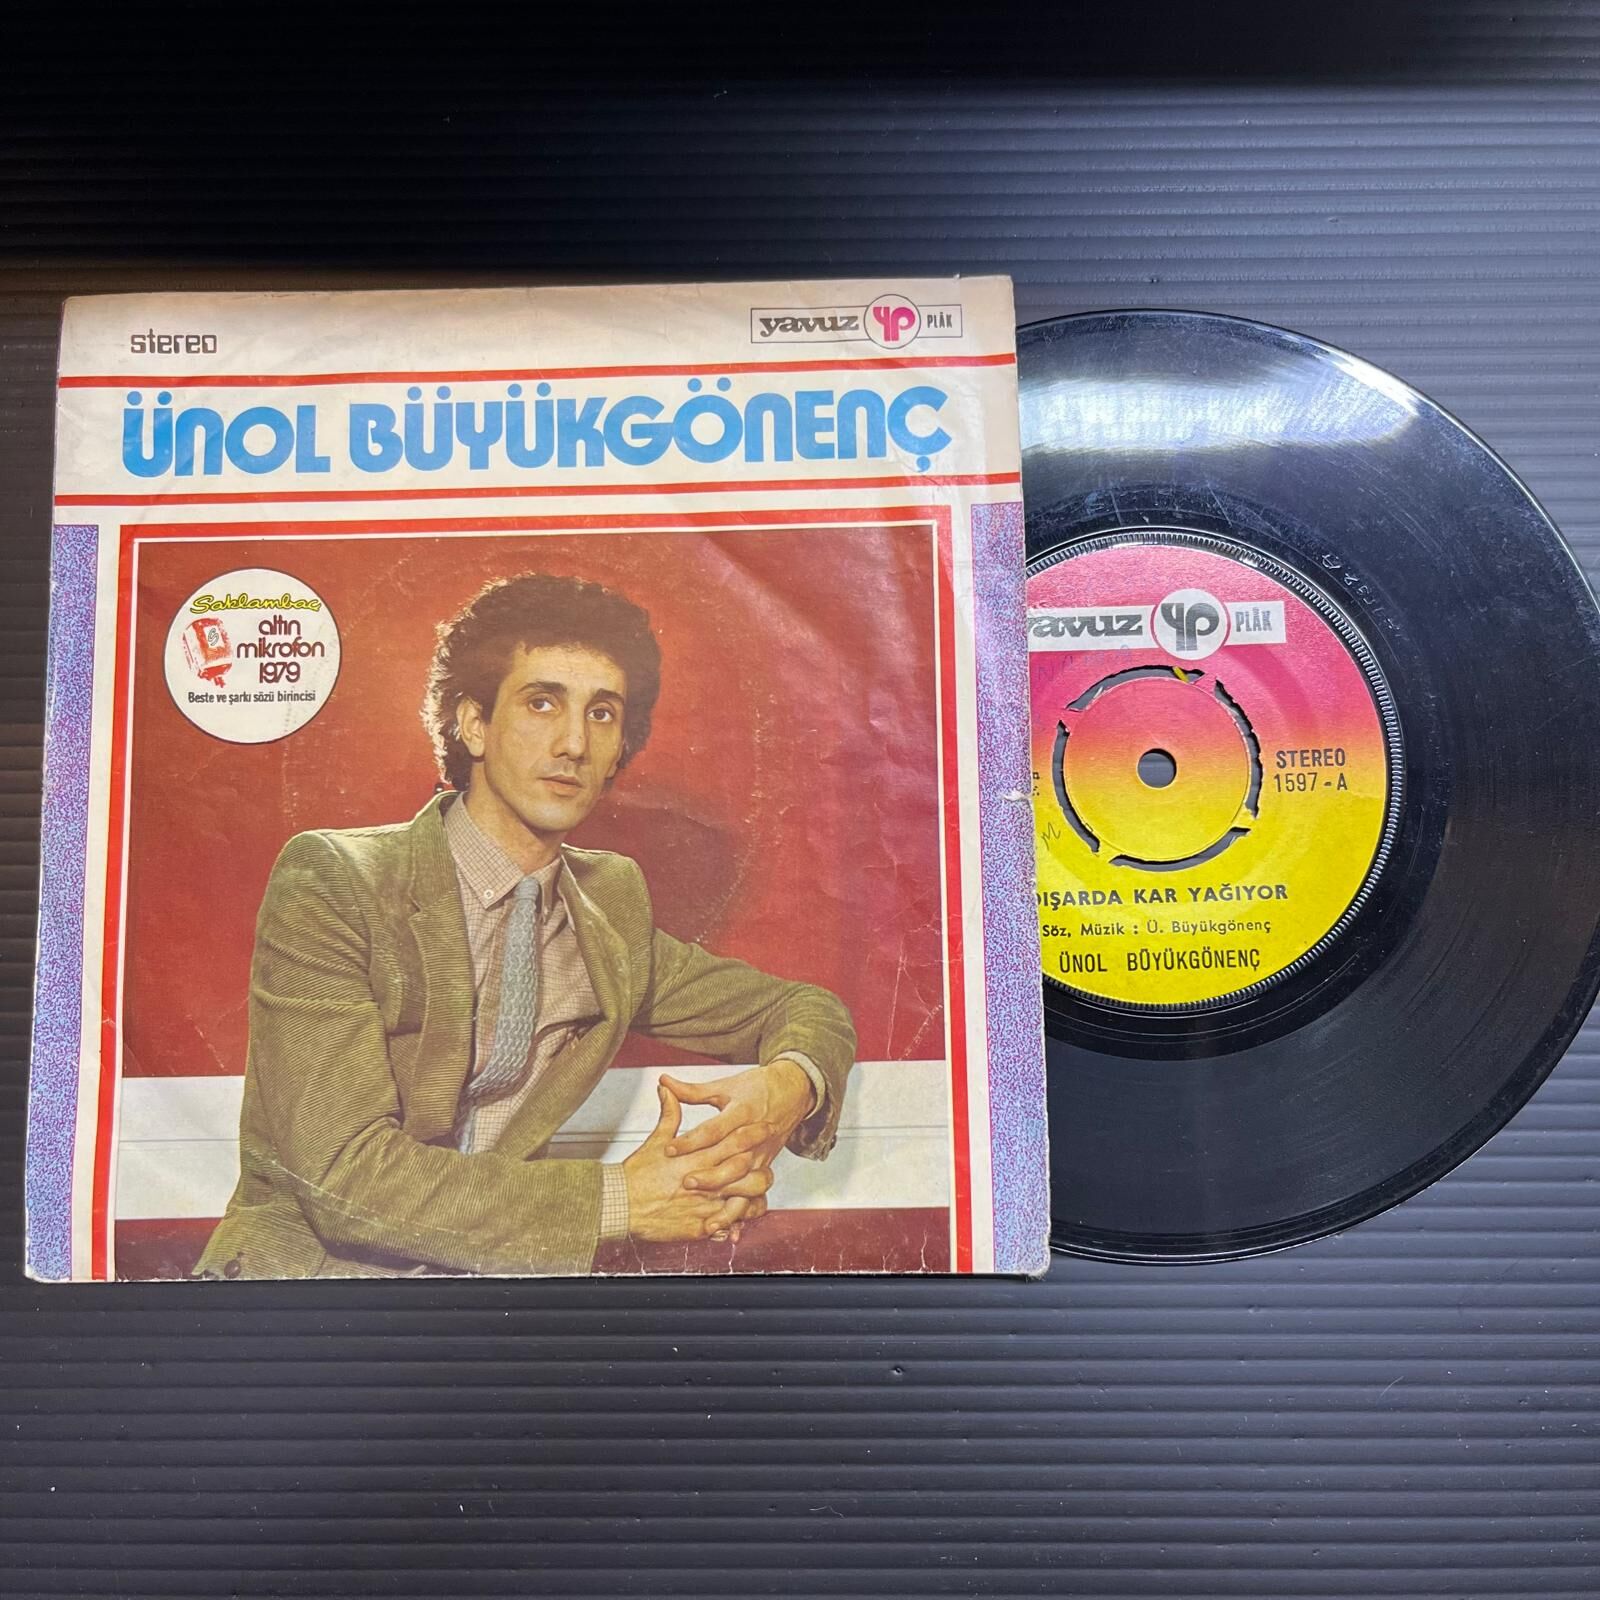 stereo
yavuz yp PLÂK
ÜNOL BÜYÜKGÖNENÇ
Saklambaç
altın
mikrofon
1979
Beste ve şarkı sözü birincisi
yavuz yp PLÂK
STEREO
1597-A
DIŞARDA KAR YAĞIYOR
Söz, Müzik : Ü. Büyükgönenç
ÜNOL BÜYÜKGÖNENÇ